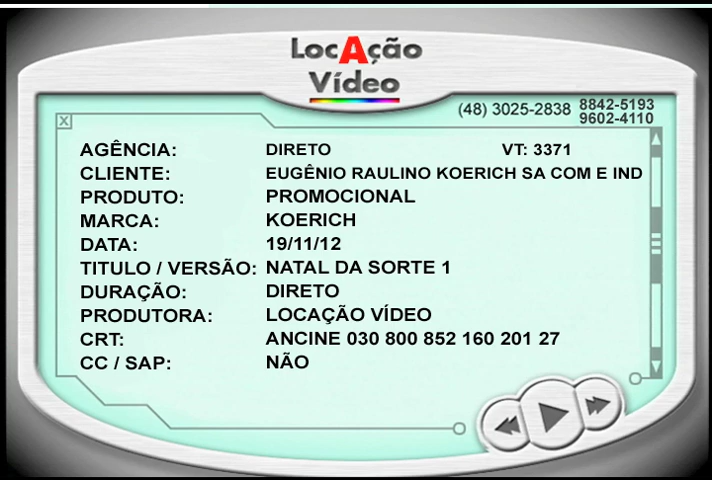 LocAção
Vídeo
(48) 3025-2838 8842-5193
9602-4110
X
AGÊNCIA: DIRETO VT: 3371
CLIENTE: EUGÊNIO RAULINO KOERICH SA COM E IND
PRODUTO: PROMOCIONAL
MARCA: KOERICH
DATA: 19/11/12
TITULO / VERSÃO: NATAL DA SORTE 1
DURAÇÃO: DIRETO
PRODUTORA: LOCAÇÃO VÍDEO
CRT: ANCINE 030 800 852 160 201 27
CC / SAP: NÃO